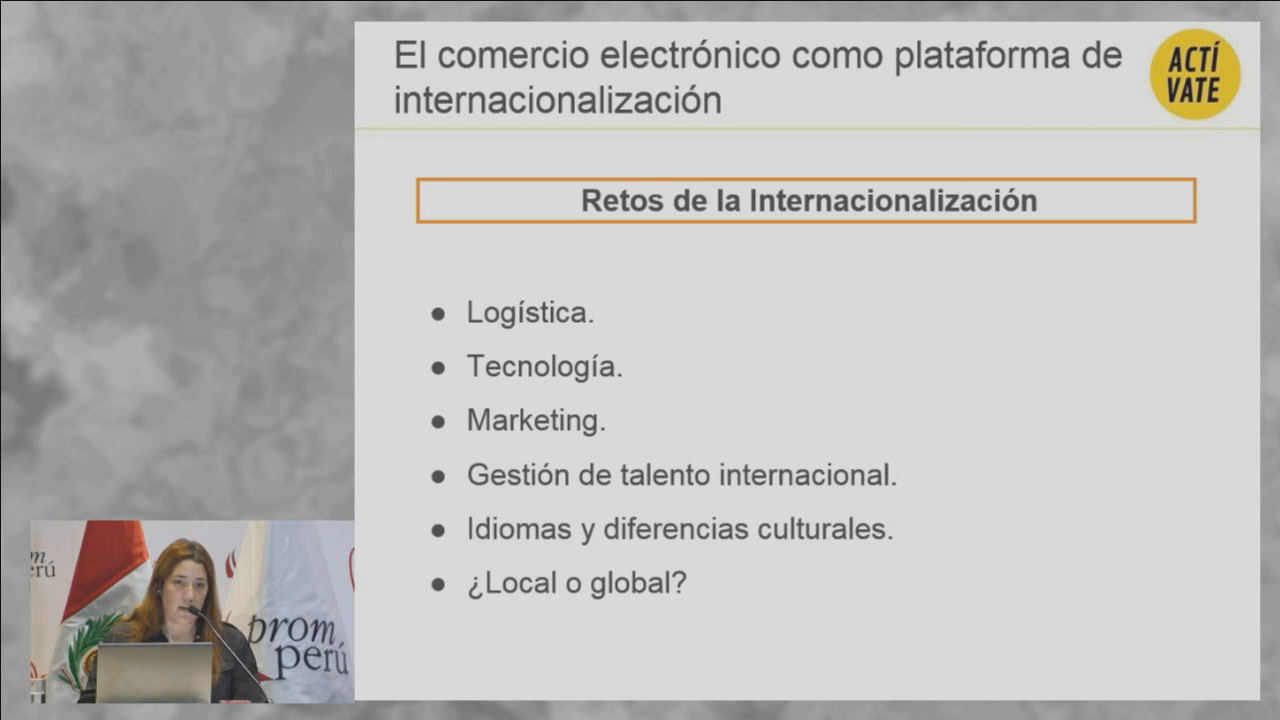 El comercio electrónico como plataforma de
internacionalización
ACTÍ
VATE
Retos de la Internacionalización
● Logística.
● Tecnología.
● Marketing.
● Gestión de talento internacional.
● Idiomas y diferencias culturales.
● ¿Local o global?
m
erú
prom
perú